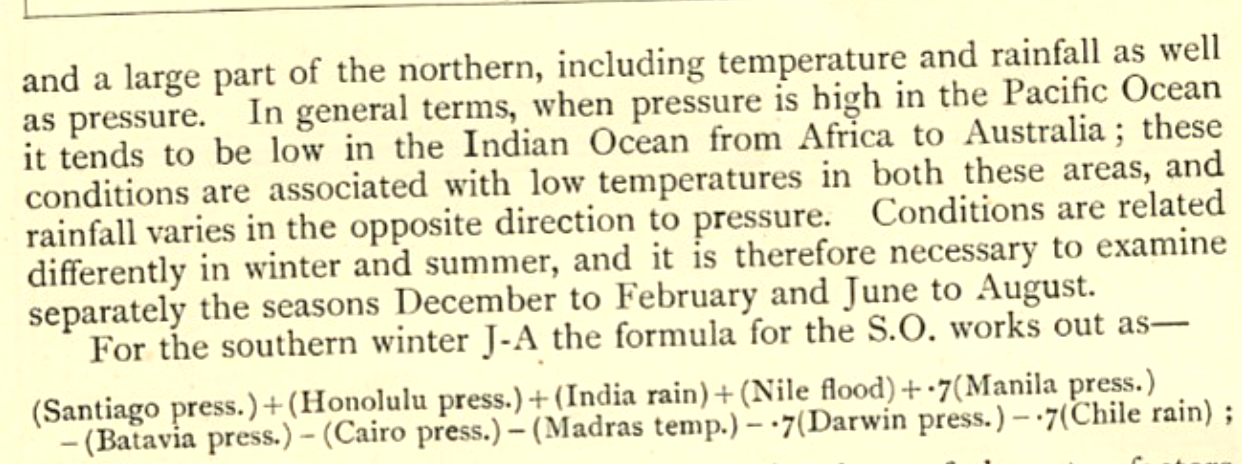 and a large part of the northern, including temperature and rainfall as well
as pressure. In general terms, when pressure is high in the Pacific Ocean
it tends to be low in the Indian Ocean from Africa to Australia ; these
conditions are associated with low temperatures in both these areas, and
rainfall varies in the opposite direction to pressure. Conditions are related
differently in winter and summer, and it is therefore necessary to examine
separately the seasons December to February and June to August.
For the southern winter J-A the formula for the S.O. works out as—
(Santiago press.) + (Honolulu press.) + (India rain) + (Nile flood) + ·7(Manila press.)
– (Batavia press.) – (Cairo press.) – (Madras temp.) – ·7(Darwin press.) – ·7(Chile rain) ;